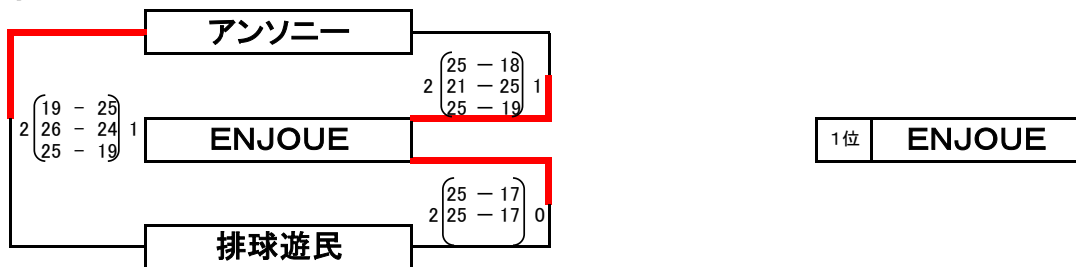 アンソニー
2 25 － 18 1
21 － 25
25 － 19
2 19 － 25 1
26 － 24
25 － 19
ENJOUE
1位 ENJOUE
2 25 － 17 0
25 － 17
排球遊民